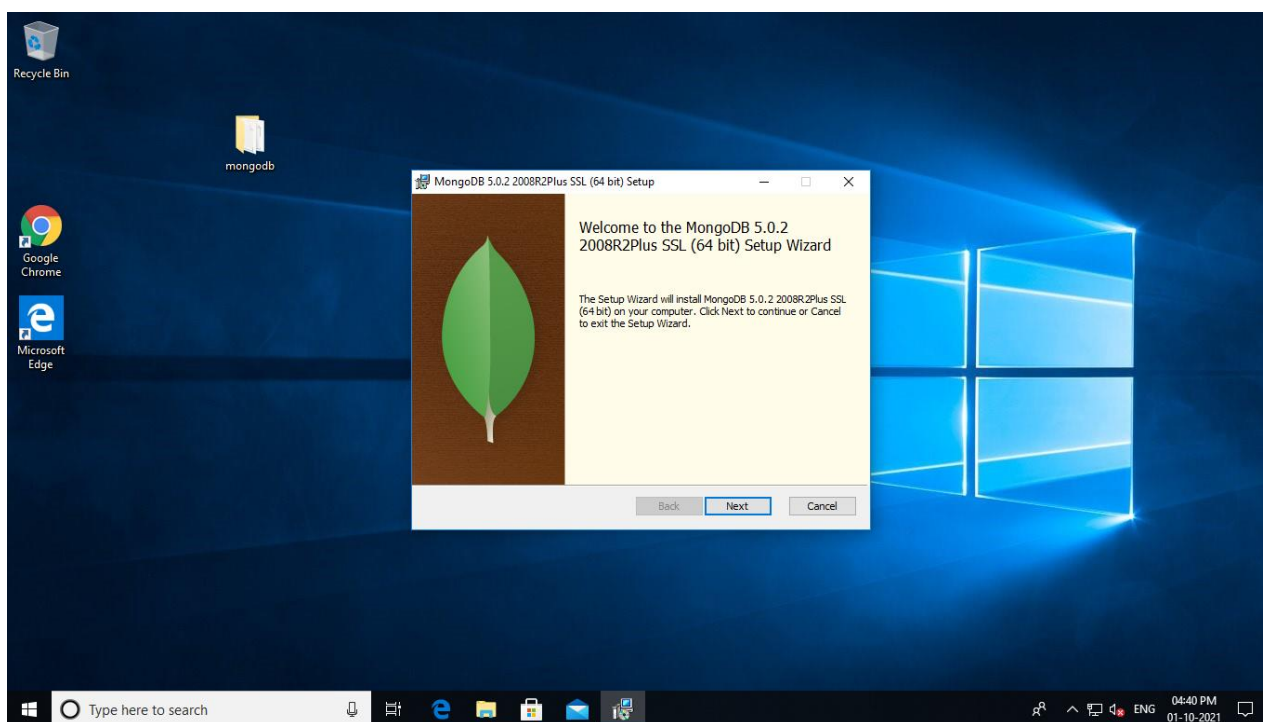 Recycle Bin
mongodb
Google
Chrome
Microsoft
Edge
MongoDB 5.0.2 2008R2Plus SSL (64 bit) Setup
Welcome to the MongoDB 5.0.2
2008R2Plus SSL (64 bit) Setup Wizard
The Setup Wizard will install MongoDB 5.0.2 2008R2Plus SSL
(64 bit) on your computer. Click Next to continue or Cancel
to exit the Setup Wizard.
Back Next Cancel
Type here to search
ENG
04:40 PM
01-10-2021